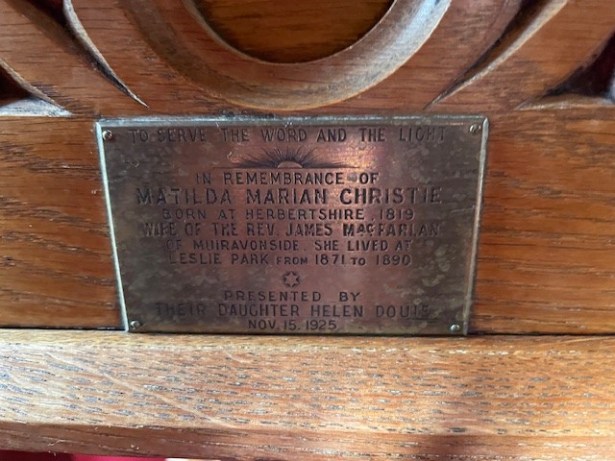 TO SERVE THE WORD AND THE LIGHT
IN REMEMBRANCE OF
MATILDA MARIAN CHRISTIE
BORN AT HERBERTSHIRE, 1819
WIFE OF THE REV. JAMES MACFARLAN
OF MUIRAVONSIDE. SHE LIVED AT
LESLIE PARK FROM 1871 TO 1890
PRESENTED BY
THEIR DAUGHTER HELEN
NOV. 15. 1925